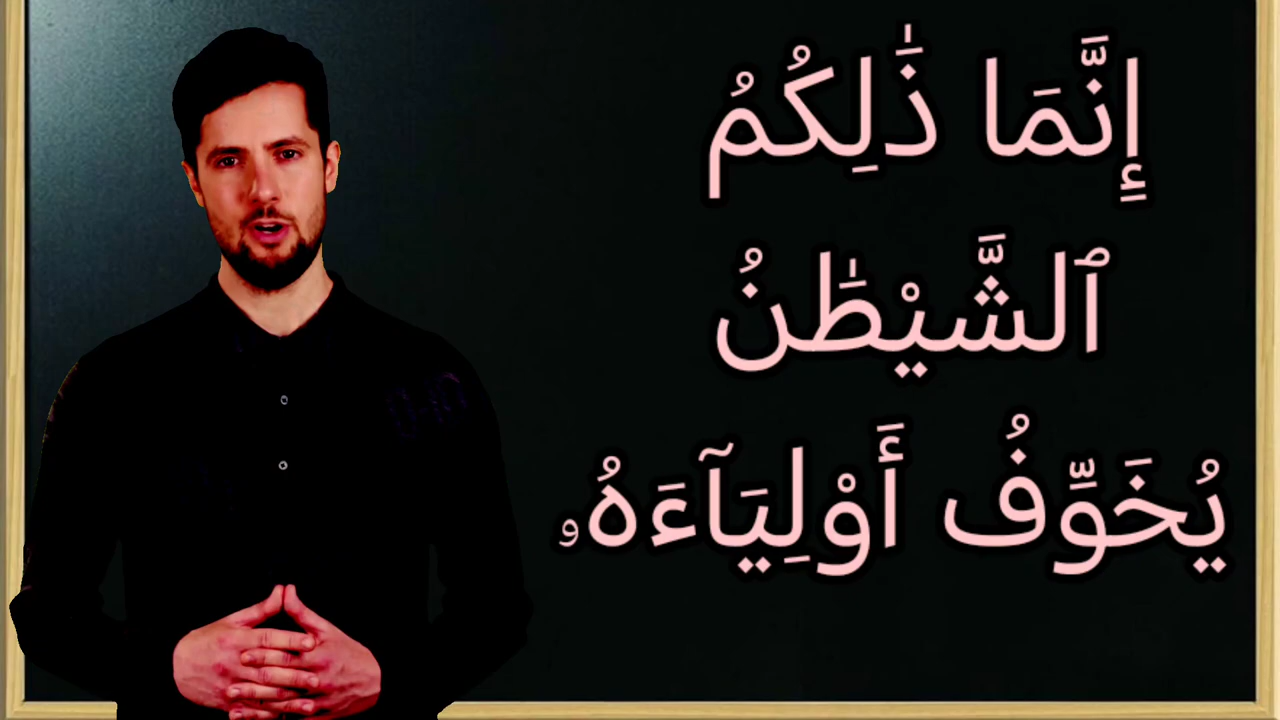 إِنَّمَا ذَٰلِكُمُ
ٱلشَّيْطَٰنُ
يُخَوِّفُ أَوْلِيَآءَهُۥ